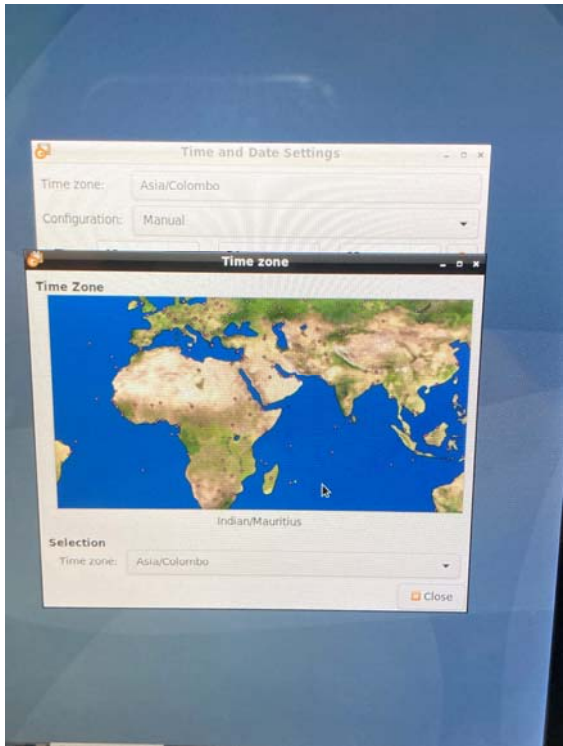 Time and Date Settings
Time zone: Asia/Colombo
Configuration: Manual
Time zone
Time Zone
Indian/Mauritius
Selection
Time zone: Asia/Colombo
Close